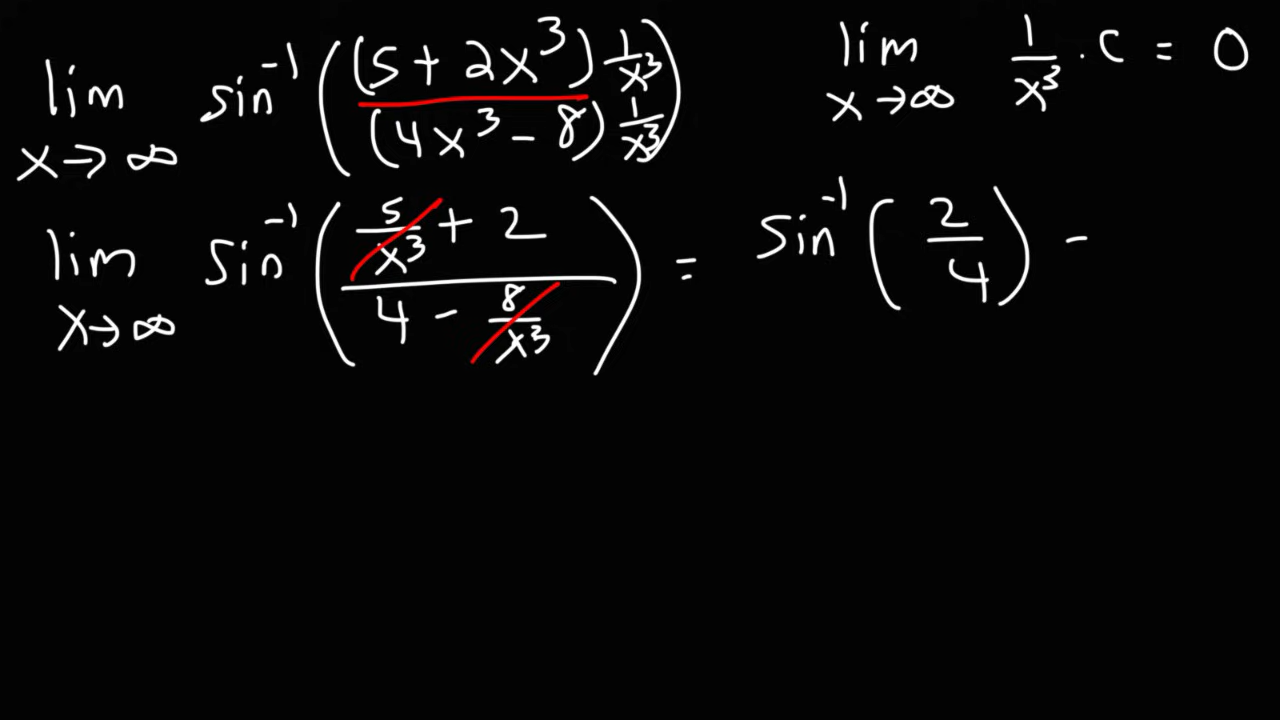 lim x→∞ sin⁻¹ ( (5 + 2x³) 1/x³ / (4x³ - 8) 1/x³ )
lim x→∞ 1/x³ · C = 0
lim x→∞ sin⁻¹ ( 5/x³ + 2 / 4 - 8/x³ ) = sin⁻¹ ( 2/4 ) -